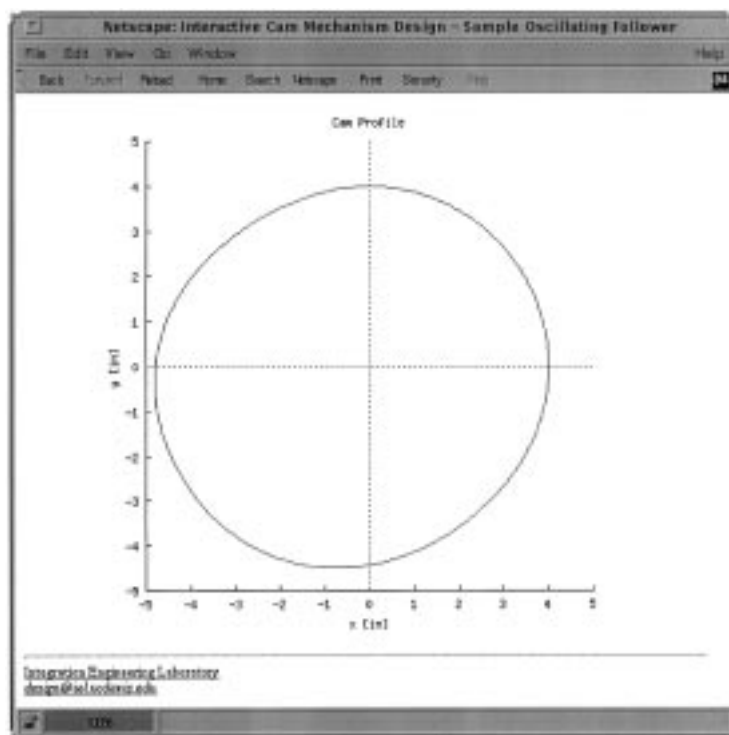 Netscape: Interactive Cam Mechanism Design - Sample Oscillating Follower
File Edit View Go Window Help
Back Forward Reload Home Search Netscape Print Security Stop
Cam Profile
5
4
3
2
1
0
-1
-2
-3
-4
-5
y [in]
-5 -4 -3 -2 -1 0 1 2 3 4 5
x [in]
Integration Engineering Laboratory
100%